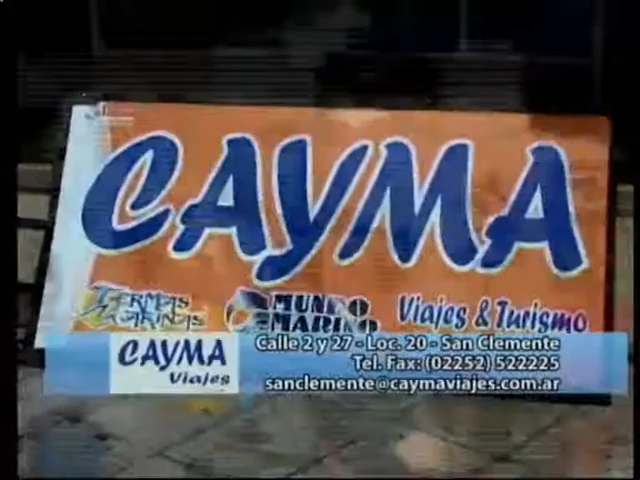 CAYMA
TERMAS MARINAS
MUNDO MARINO
Viajes & Turismo
CAYMA
Viajes
Calle 2 y 27 - Loc. 20 - San Clemente
Tel. Fax: (02252) 522225
sanclemente@caymaviajes.com.ar